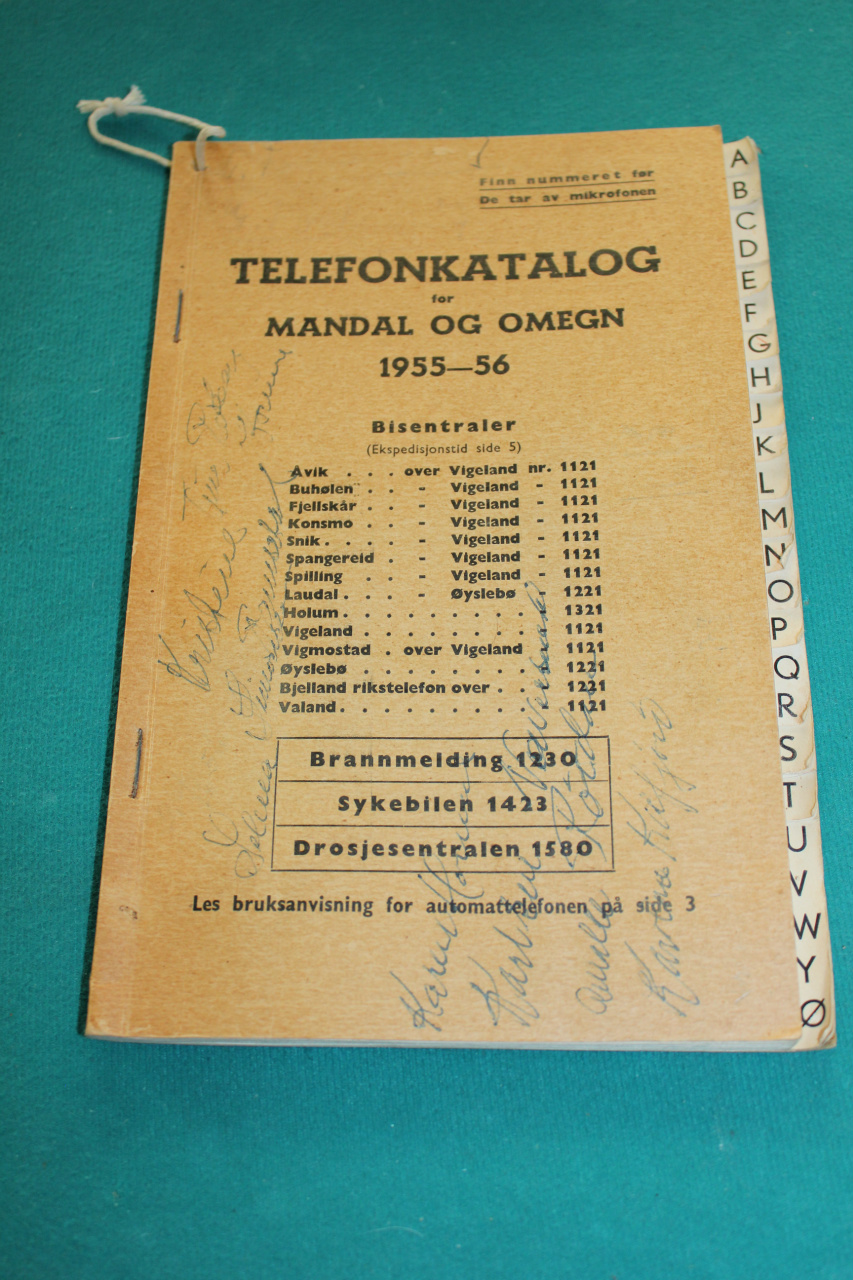 Finn nummeret før
De tar av mikrofonen
TELEFONKATALOG
for
MANDAL OG OMEGN
1955—56
Bisentraler
(Ekspedisjonstid side 5)
Åvik . . . over Vigeland nr. 1121
Buhølen . . - Vigeland - 1121
Fjellskår . . - Vigeland - 1121
Konsmo . . - Vigeland - 1121
Snik . . . . - Vigeland - 1121
Spangereid . - Vigeland - 1121
Spilling . . - Vigeland - 1121
Laudal . . . - Øyslebø - 1221
Holum . . . . . . . . . 1321
Vigeland . . . . . . . . 1121
Vigmostad . over Vigeland 1121
Øyslebø . . . . . . . . 1221
Bjelland rikstelefon over . . 1221
Valand . . . . . . . . . 1121
Brannmelding 1230
Sykebilen 1423
Drosjesentralen 1580
Les bruksanvisning for automattelefonen på side 3
A
B
C
D
E
F
G
H
J
K
L
M
N
O
P
Q
R
S
T
U
V
W
Y
Ø